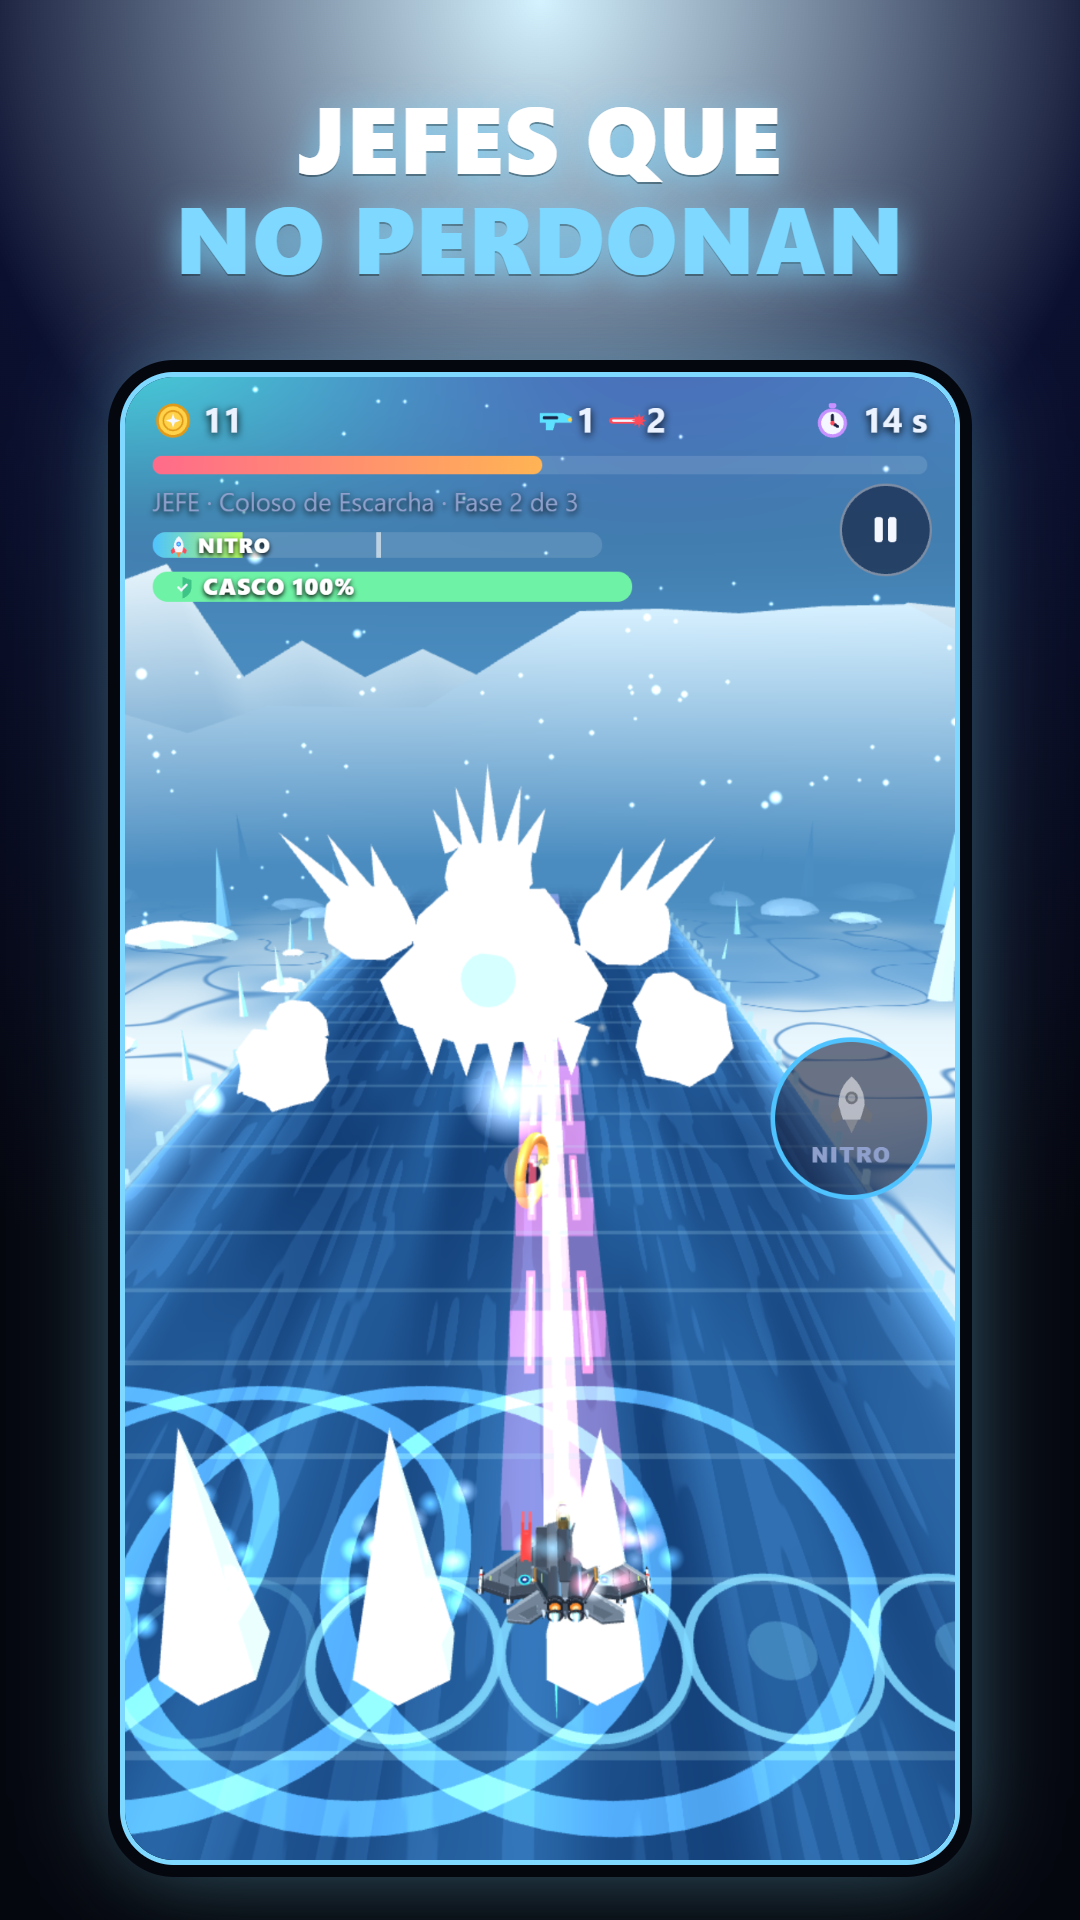 JEFES QUE
NO PERDONAN
11
1
2
14 s
JEFE · Coloso de Escarcha · Fase 2 de 3
NITRO
CASCO 100%
NITRO